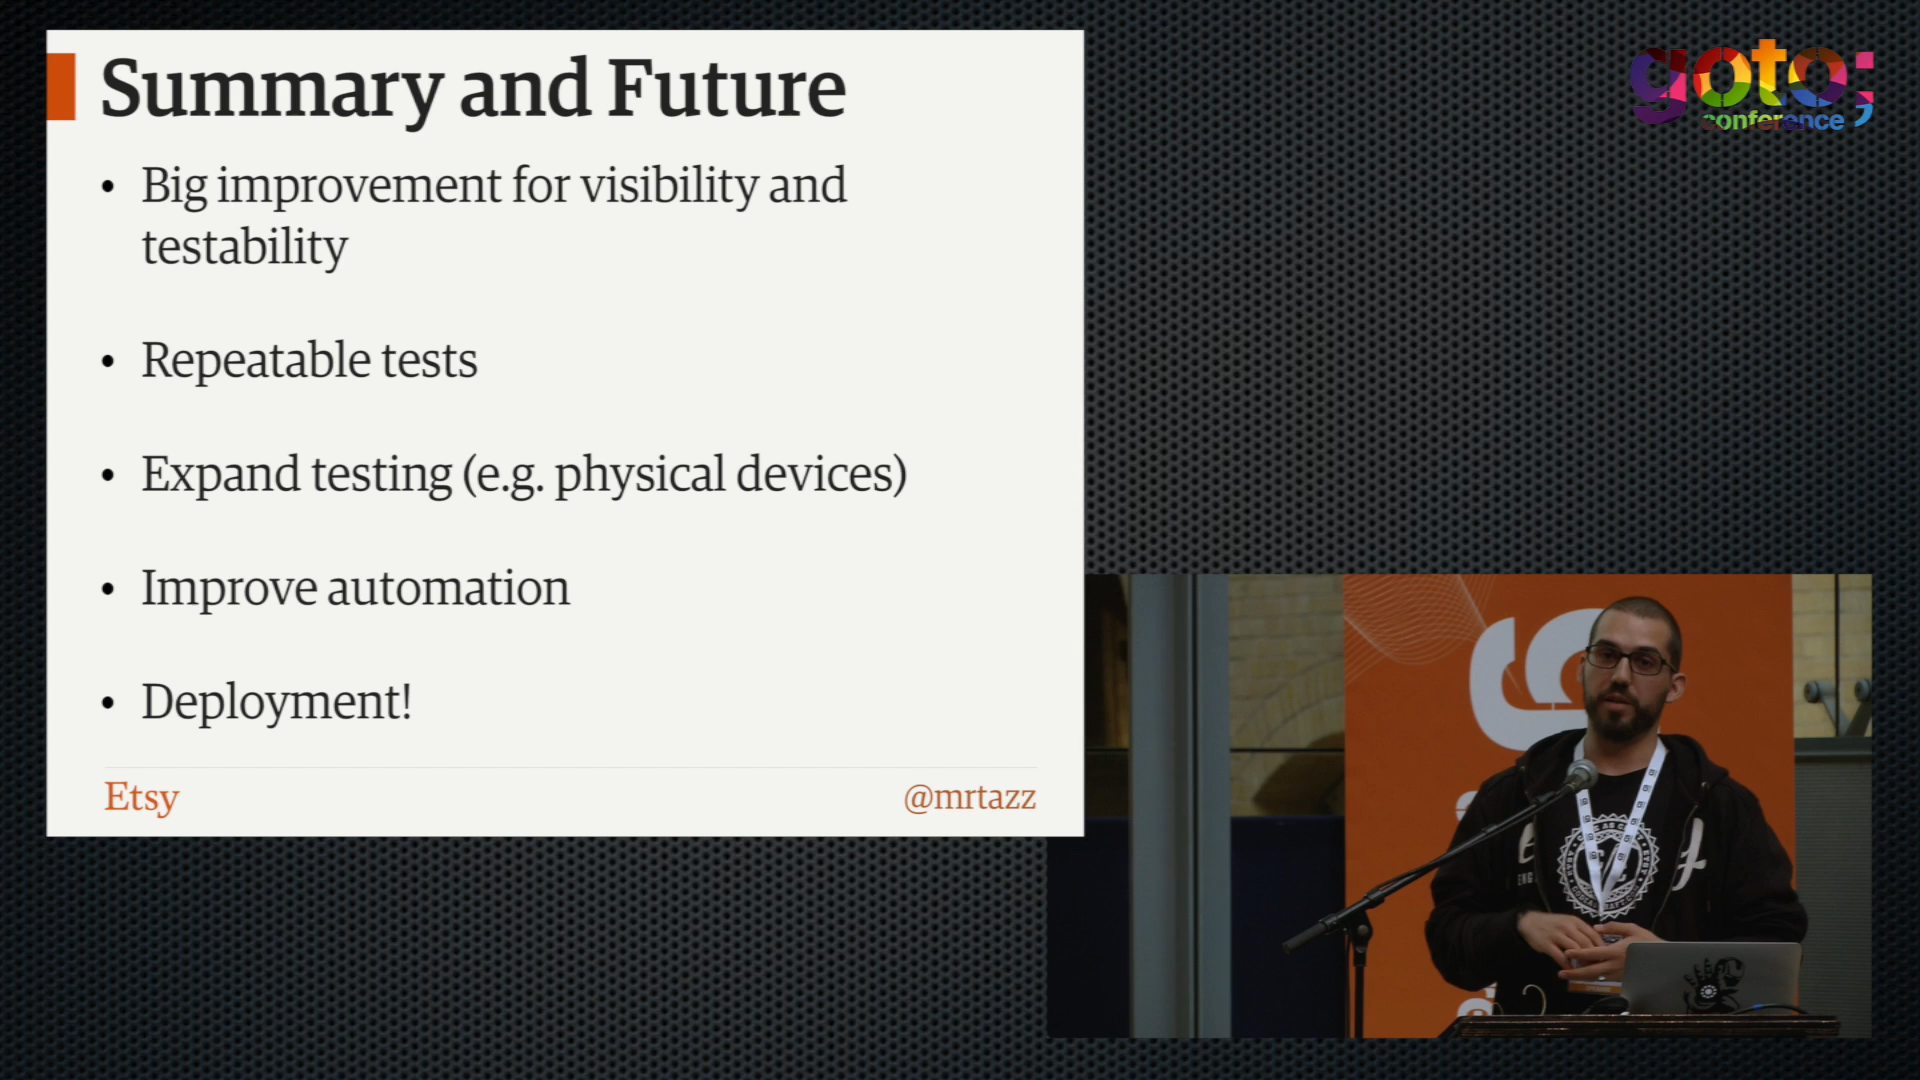 Summary and Future
• Big improvement for visibility and
testability
• Repeatable tests
• Expand testing (e.g. physical devices)
• Improve automation
• Deployment!
Etsy
@mrtazz
goto;
conference